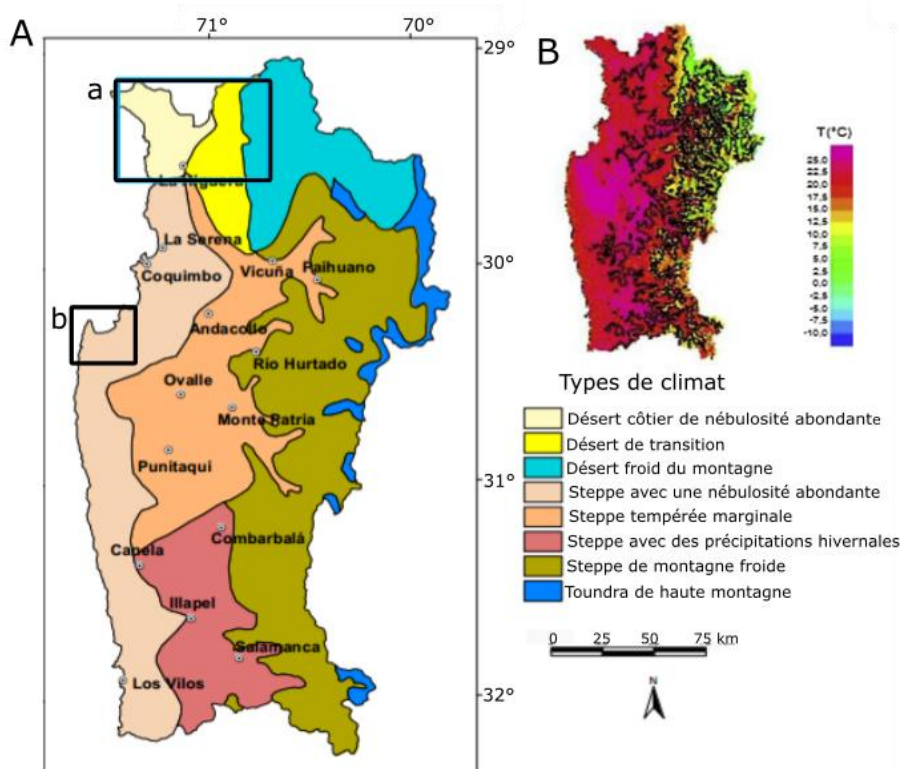 A
71°
70°
29°
B
a
T(°C)
25.0
22.5
20.0
17.5
15.0
12.5
10.0
7.5
5.0
2.5
0.0
-2.5
-5.0
-7.5
-10.0
La Higuera
La Serena
Coquimbo
Vicuña
Paihuano
30°
b
Andacollo
Río Hurtado
Ovalle
Monte Patria
Punitaqui
31°
Combarbalá
Canela
Illapel
Salamanca
Los Vilos
32°
Types de climat
Désert côtier de nébulosité abondante
Désert de transition
Désert froid du montagne
Steppe avec une nébulosité abondante
Steppe tempérée marginale
Steppe avec des précipitations hivernales
Steppe de montagne froide
Toundra de haute montagne
0 25 50 75 km
N